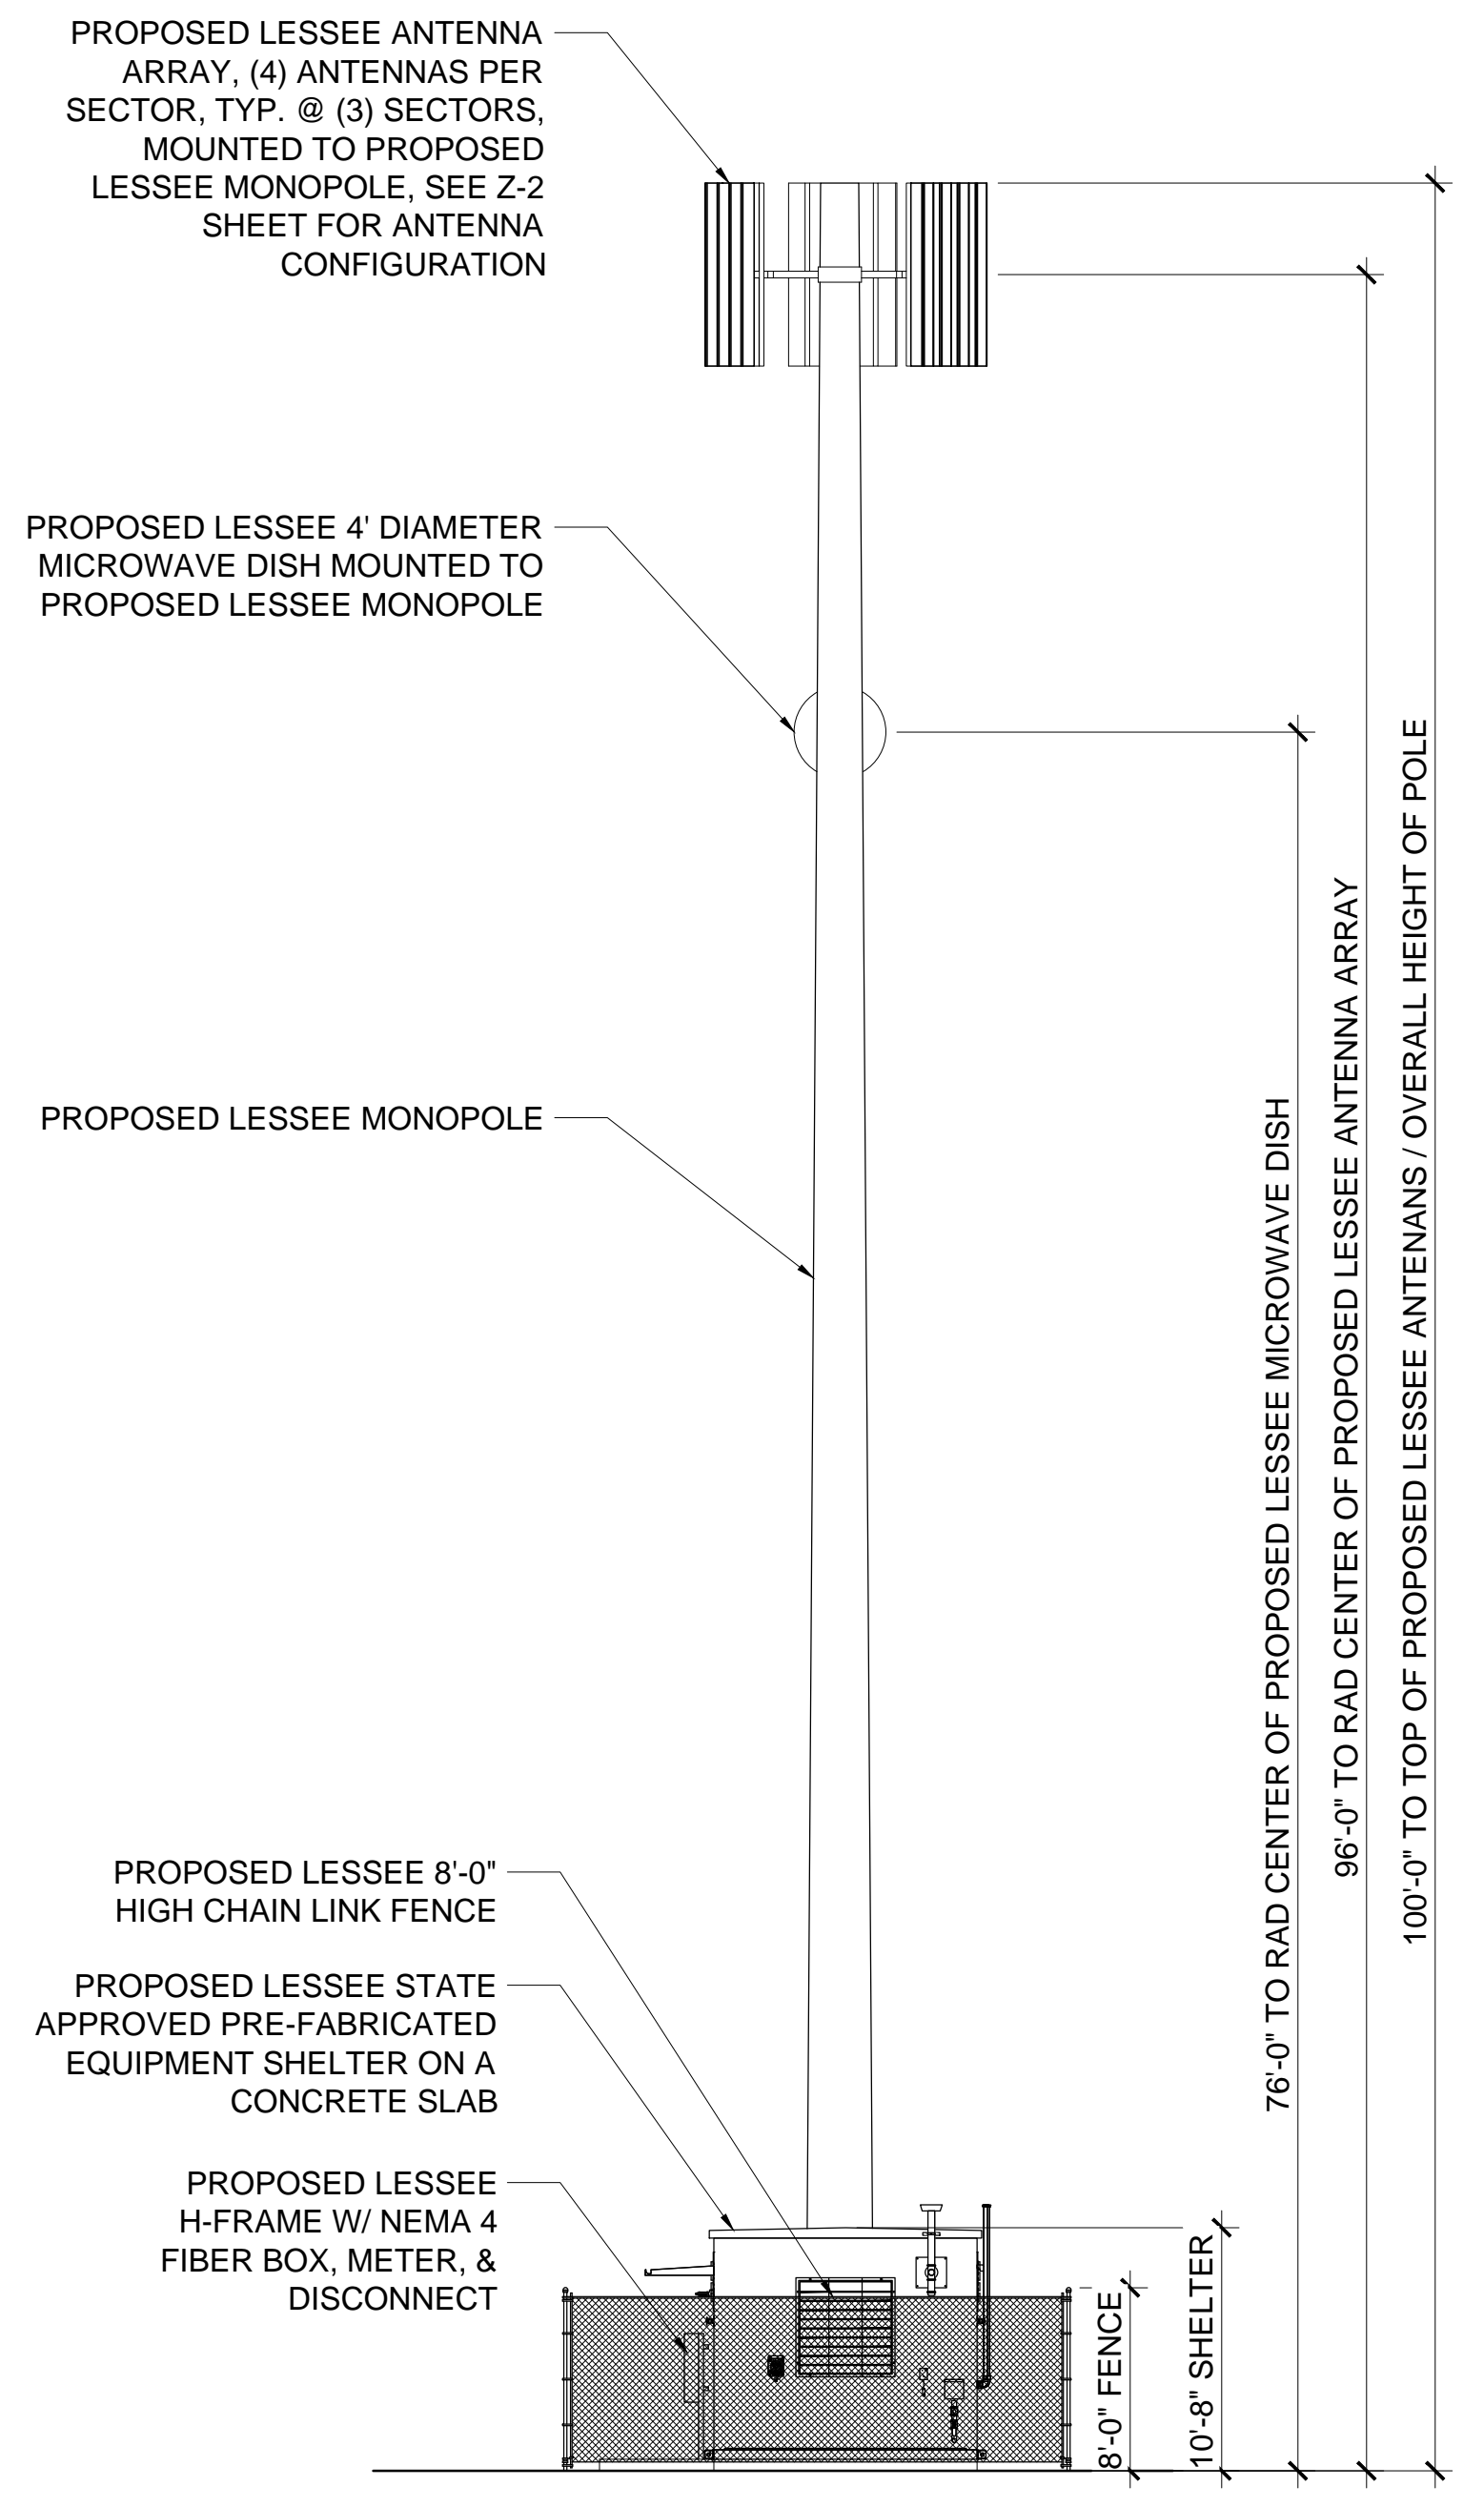 PROPOSED LESSEE ANTENNA
ARRAY, (4) ANTENNAS PER
SECTOR, TYP. @ (3) SECTORS,
MOUNTED TO PROPOSED
LESSEE MONOPOLE, SEE Z-2
SHEET FOR ANTENNA
CONFIGURATION
PROPOSED LESSEE 4' DIAMETER
MICROWAVE DISH MOUNTED TO
PROPOSED LESSEE MONOPOLE
PROPOSED LESSEE MONOPOLE
PROPOSED LESSEE 8'-0"
HIGH CHAIN LINK FENCE
PROPOSED LESSEE STATE
APPROVED PRE-FABRICATED
EQUIPMENT SHELTER ON A
CONCRETE SLAB
PROPOSED LESSEE
H-FRAME W/ NEMA 4
FIBER BOX, METER, &
DISCONNECT
8'-0" FENCE
10'-8" SHELTER
76'-0" TO RAD CENTER OF PROPOSED LESSEE MICROWAVE DISH
96'-0" TO RAD CENTER OF PROPOSED LESSEE ANTENNA ARRAY
100'-0" TO TOP OF PROPOSED LESSEE ANTENANS / OVERALL HEIGHT OF POLE